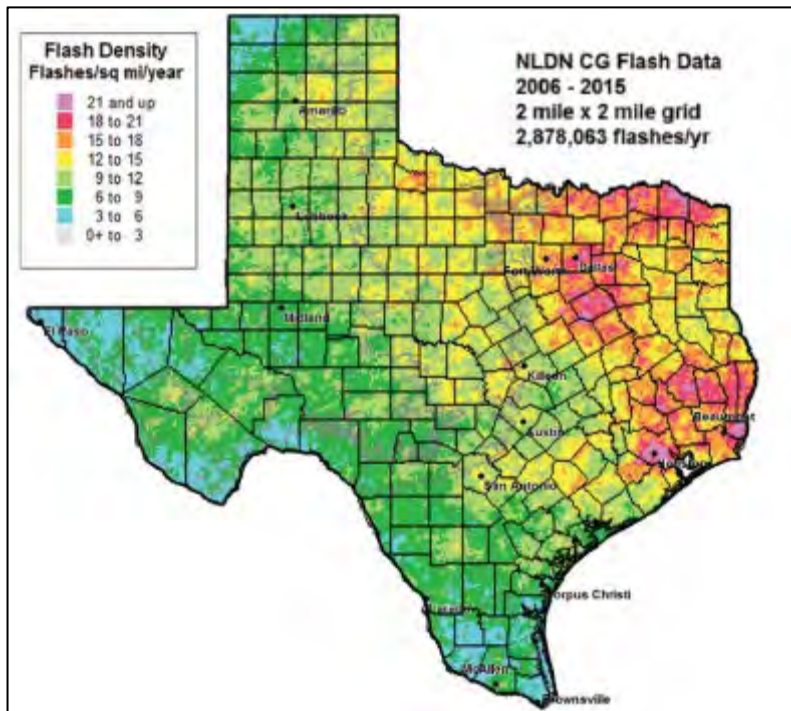 Flash Density
Flashes/sq mi/year
21 and up
18 to 21
15 to 18
12 to 15
9 to 12
6 to 9
3 to 6
0+ to 3
NLDN CG Flash Data
2006 - 2015
2 mile x 2 mile grid
2,878,063 flashes/yr
Amarillo
Lubbock
Fort Worth
Dallas
El Paso
Midland
Killeen
Beaumont
Austin
Houston
San Antonio
Corpus Christi
McAllen
Brownsville